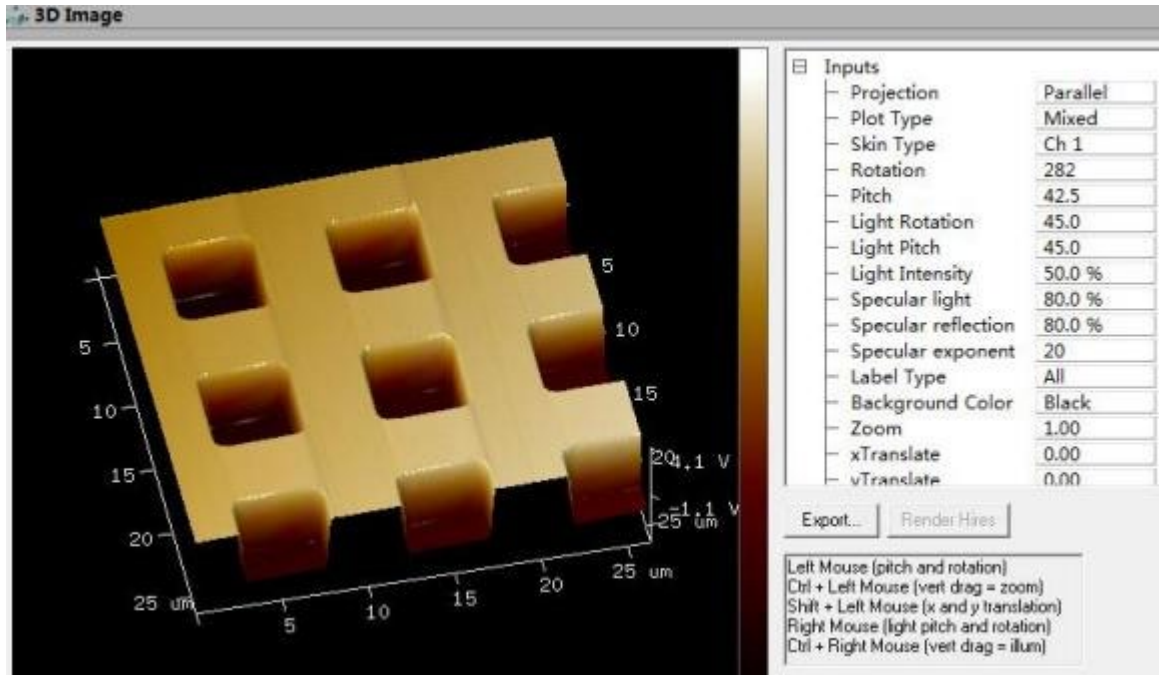 3D Image
Inputs
Projection Parallel
Plot Type Mixed
Skin Type Ch 1
Rotation 282
Pitch 42.5
Light Rotation 45.0
Light Pitch 45.0
Light Intensity 50.0 %
Specular light 80.0 %
Specular reflection 80.0 %
Specular exponent 20
Label Type All
Background Color Black
Zoom 1.00
xTranslate 0.00
yTranslate 0.00
Export...
Render Hires
Left Mouse (pitch and rotation)
Ctrl + Left Mouse (vert drag = zoom)
Shift + Left Mouse (x and y translation)
Right Mouse (light pitch and rotation)
Ctrl + Right Mouse (vert drag = illum)
5
10
15
20
25 um
5
10
15
20
25 um
5
10
15
20
25 um
4.1 V
-1.1 V